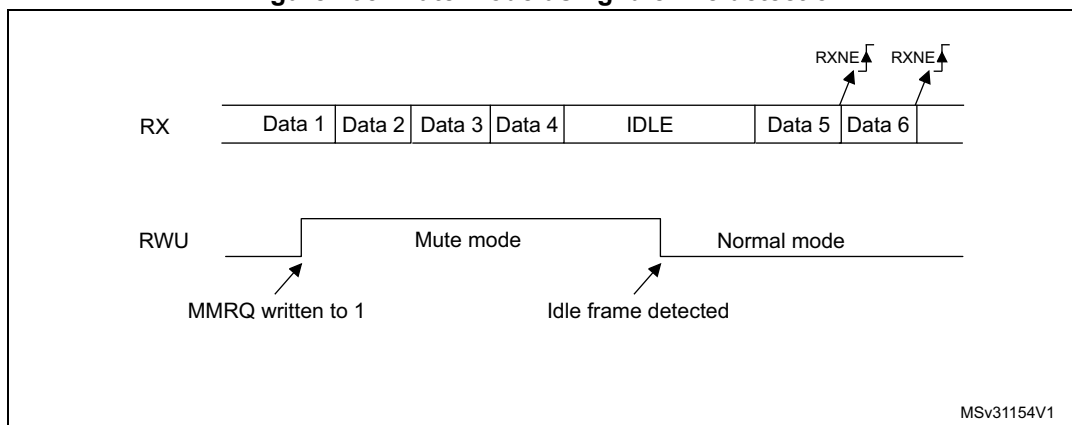 RXNE RXNE
RX Data 1 Data 2 Data 3 Data 4 IDLE Data 5 Data 6
RWU Mute mode Normal mode
MMRQ written to 1 Idle frame detected
MSv31154V1